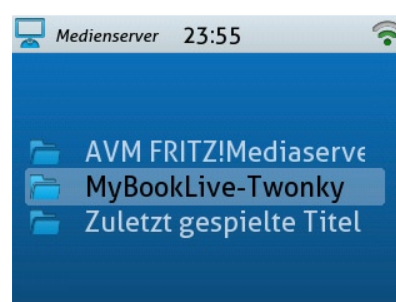 Medienserver 23:55
AVM FRITZ!Mediaserve
MyBookLive-Twonky
Zuletzt gespielte Titel